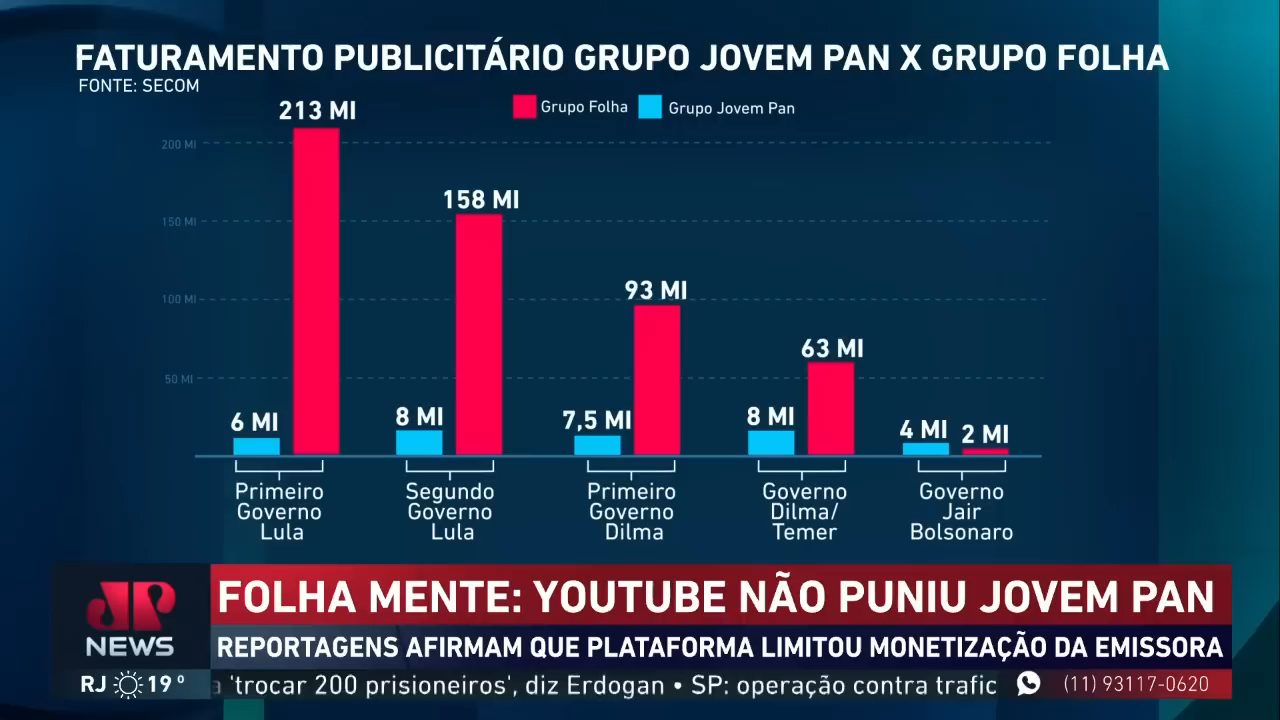 FATURAMENTO PUBLICITÁRIO GRUPO JOVEM PAN X GRUPO FOLHA
FONTE: SECOM
Grupo Folha
Grupo Jovem Pan
200 MI
150 MI
100 MI
50 MI
6 MI
213 MI
8 MI
158 MI
7,5 MI
93 MI
8 MI
63 MI
4 MI
2 MI
Primeiro
Governo
Lula
Segundo
Governo
Lula
Primeiro
Governo
Dilma
Governo
Dilma/
Temer
Governo
Jair
Bolsonaro
JP
NEWS
FOLHA MENTE: YOUTUBE NÃO PUNIU JOVEM PAN
REPORTAGENS AFIRMAM QUE PLATAFORMA LIMITOU MONETIZAÇÃO DA EMISSORA
RJ 19º
a 'trocar 200 prisioneiros', diz Erdogan • SP: operação contra trafic
(11) 93117-0620